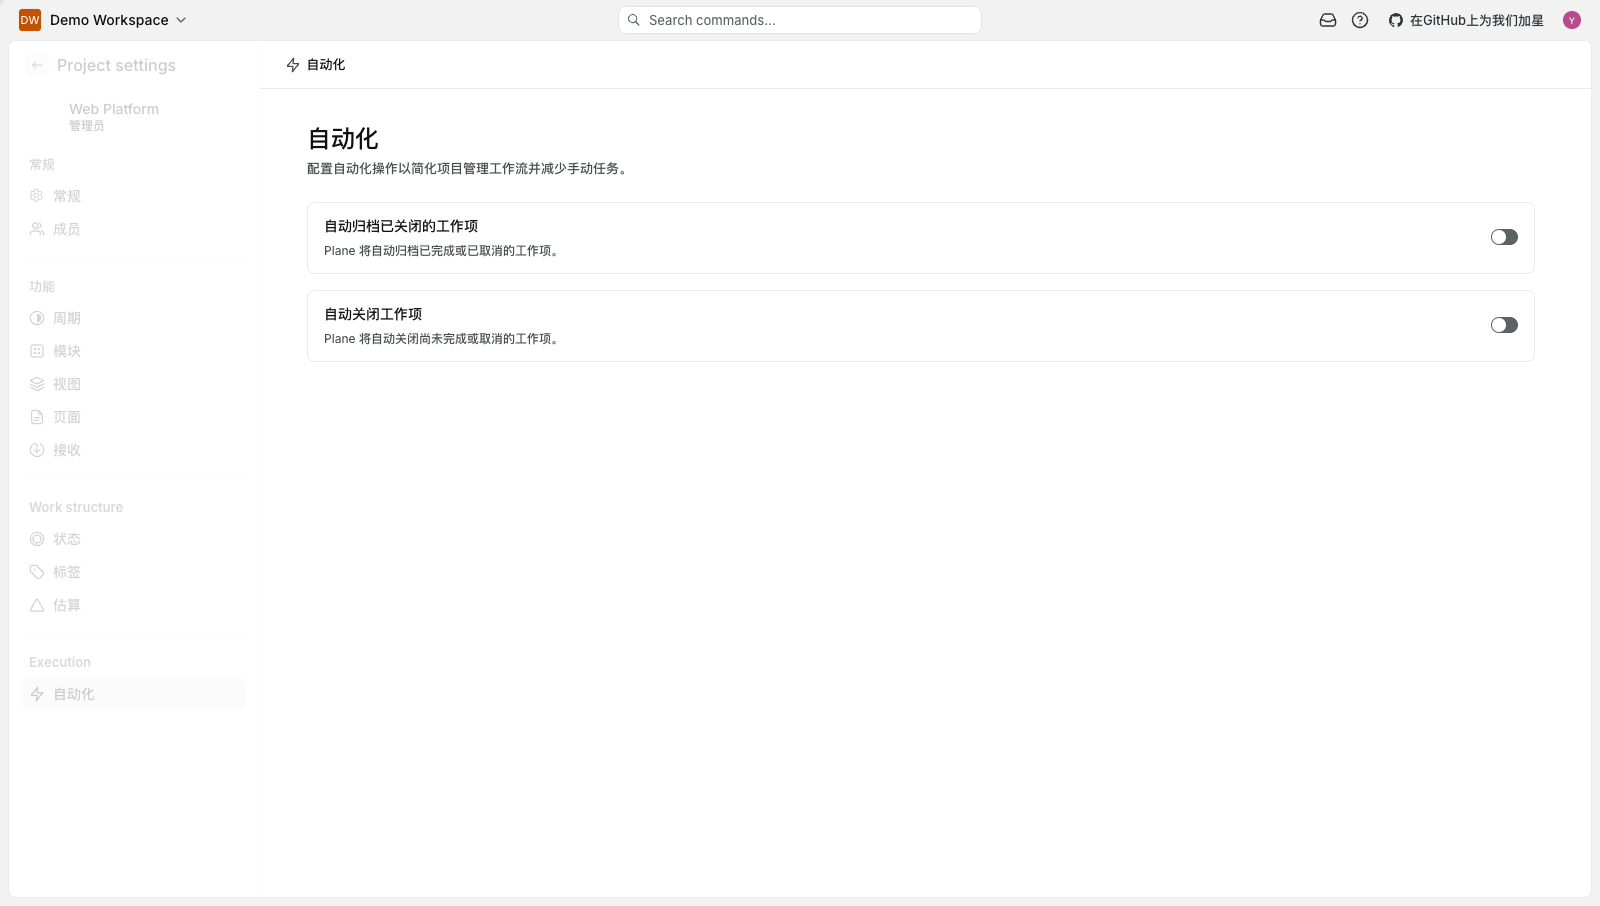 DW Demo Workspace
Search commands...
在GitHub上为我们加星
Y
Project settings
Web Platform
管理员
常规
常规
成员
功能
周期
模块
视图
页面
接收
Work structure
状态
标签
估算
Execution
自动化
自动化
自动化
配置自动化操作以简化项目管理工作流并减少手动任务。
自动归档已关闭的工作项
Plane 将自动归档已完成或已取消的工作项。
自动关闭工作项
Plane 将自动关闭尚未完成或取消的工作项。